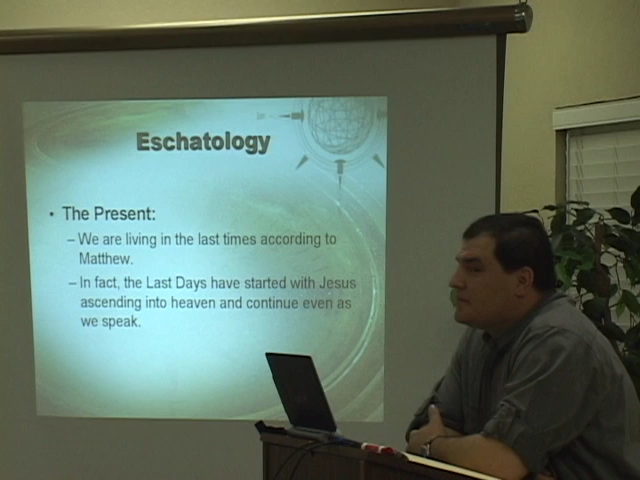 Eschatology
• The Present:
– We are living in the last times according to
Matthew.
– In fact, the Last Days have started with Jesus
ascending into heaven and continue even as
we speak.